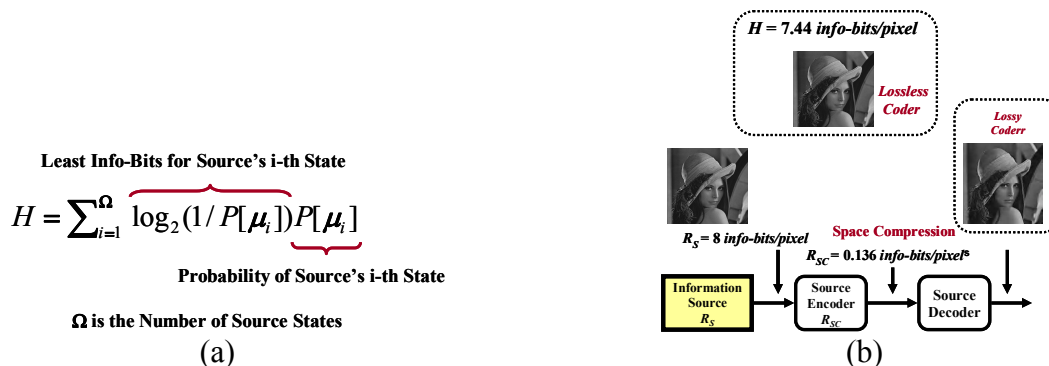 Least Info-Bits for Source's i-th State
H = ∑_{i=1}^{Ω} log₂(1/P[μᵢ])P[μᵢ]
Probability of Source's i-th State
Ω is the Number of Source States
(a)
H = 7.44 info-bits/pixel
Lossless
Coder
Lossy
Coderr
R_S = 8 info-bits/pixel
Space Compression
R_SC = 0.136 info-bits/pixel^s
Information
Source
R_S
Source
Encoder
R_SC
Source
Decoder
(b)